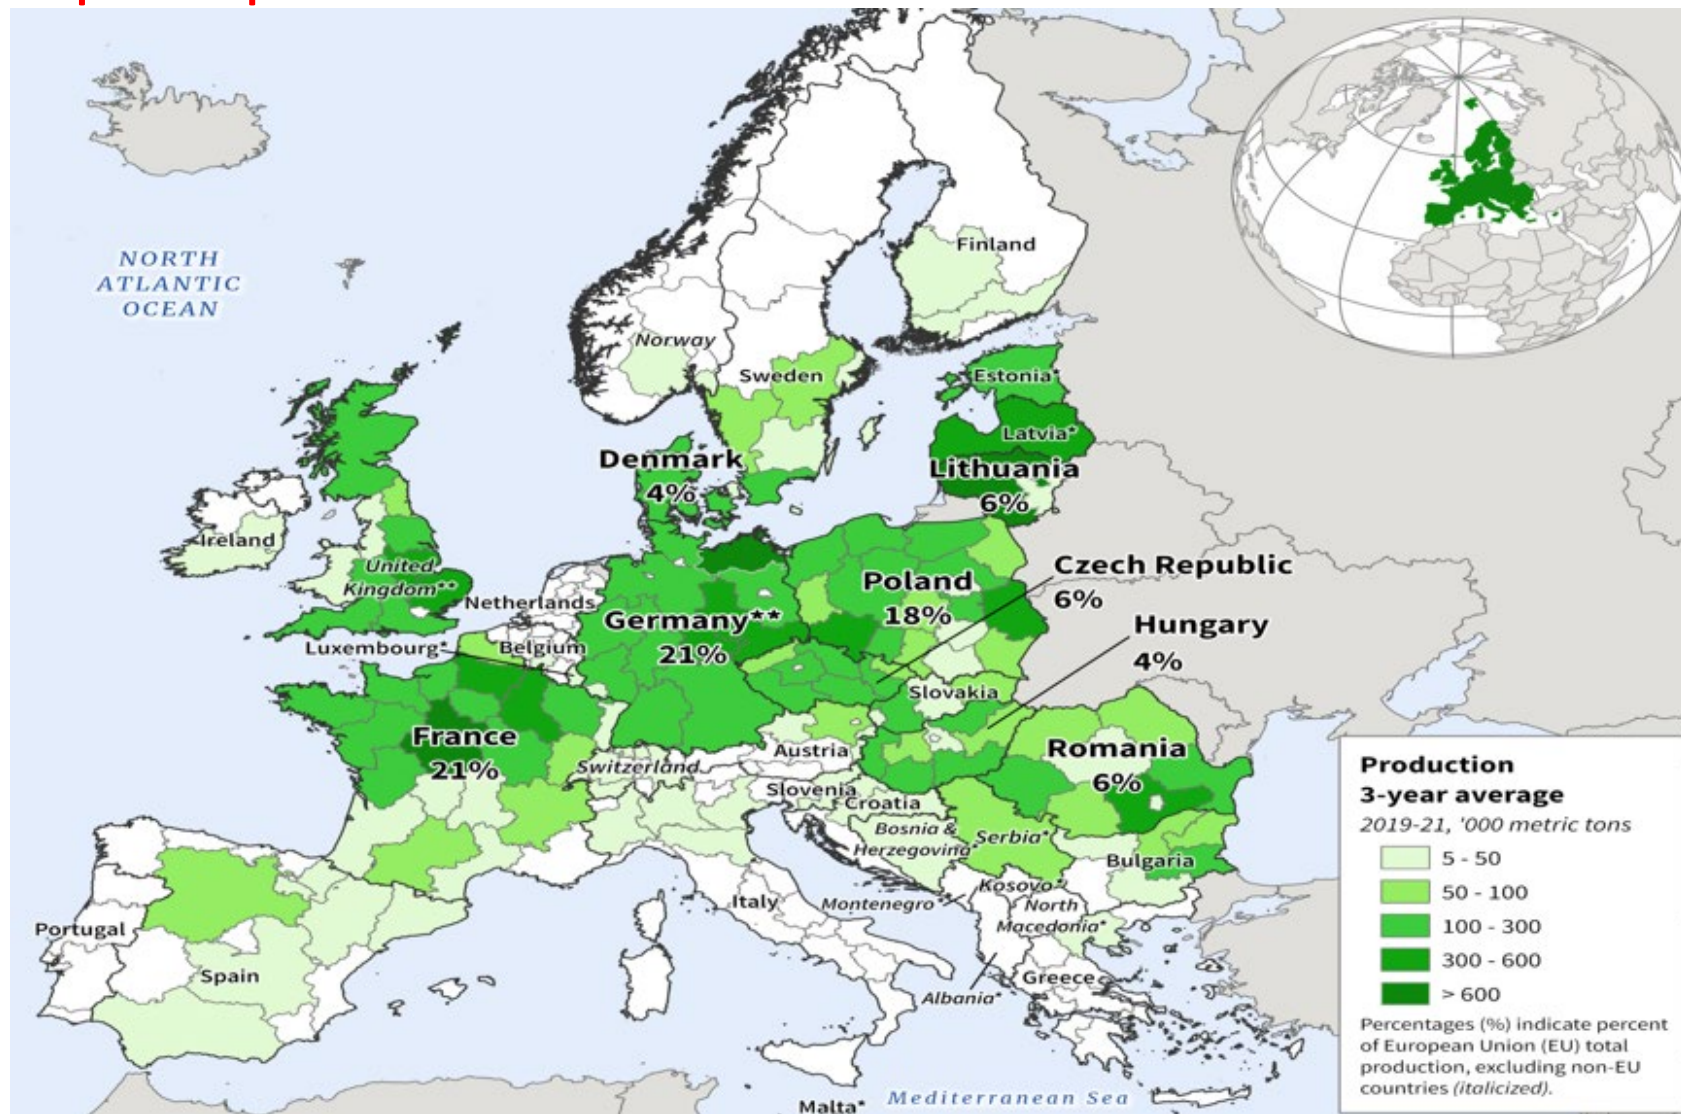 NORTH
ATLANTIC
OCEAN
Finland
Norway
Sweden
Estonia*
Latvia*
Denmark
4%
Lithuania
6%
Ireland
United
Kingdom**
Netherlands
Germany**
21%
Poland
18%
Czech Republic
6%
Hungary
4%
Luxembourg*
Belgium
Slovakia
France
21%
Austria
Switzerland
Romania
6%
Slovenia
Croatia
Bosnia &
Herzegovina*
Serbia*
Bulgaria
Kosovo*
Montenegro*
North
Macedonia*
Italy
Portugal
Spain
Greece
Albania*
Malta*
Mediterranean Sea
Production
3-year average
2019-21, '000 metric tons
5 - 50
50 - 100
100 - 300
300 - 600
> 600
Percentages (%) indicate percent
of European Union (EU) total
production, excluding non-EU
countries (italicized).